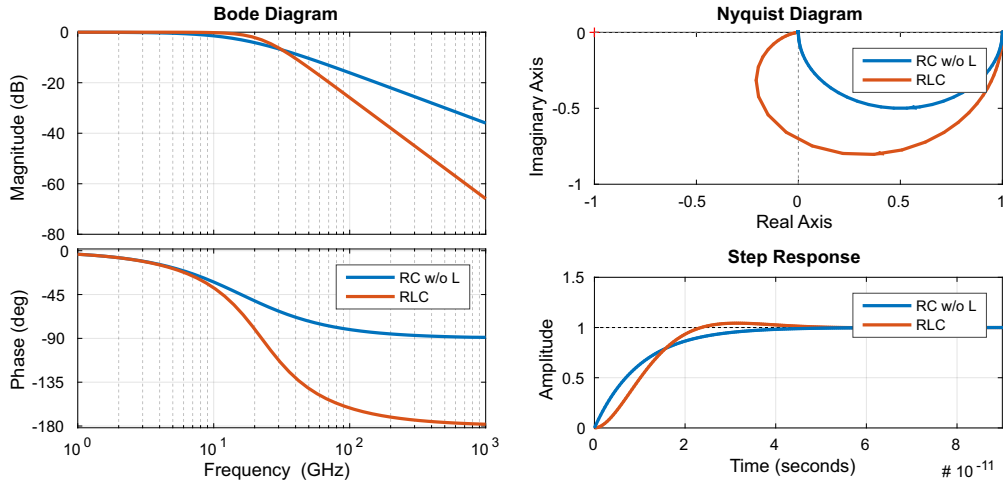 Bode Diagram
0
-20
-40
-60
-80
Magnitude (dB)
0
-45
-90
-135
-180
Phase (deg)
RC w/o L
RLC
10^0
10^1
10^2
10^3
Frequency (GHz)
Nyquist Diagram
0
-0.5
-1
Imaginary Axis
RC w/o L
RLC
-1
-0.5
0
0.5
1
Real Axis
Step Response
1.5
1
0.5
0
Amplitude
RC w/o L
RLC
0
2
4
6
8
Time (seconds)
# 10^-11